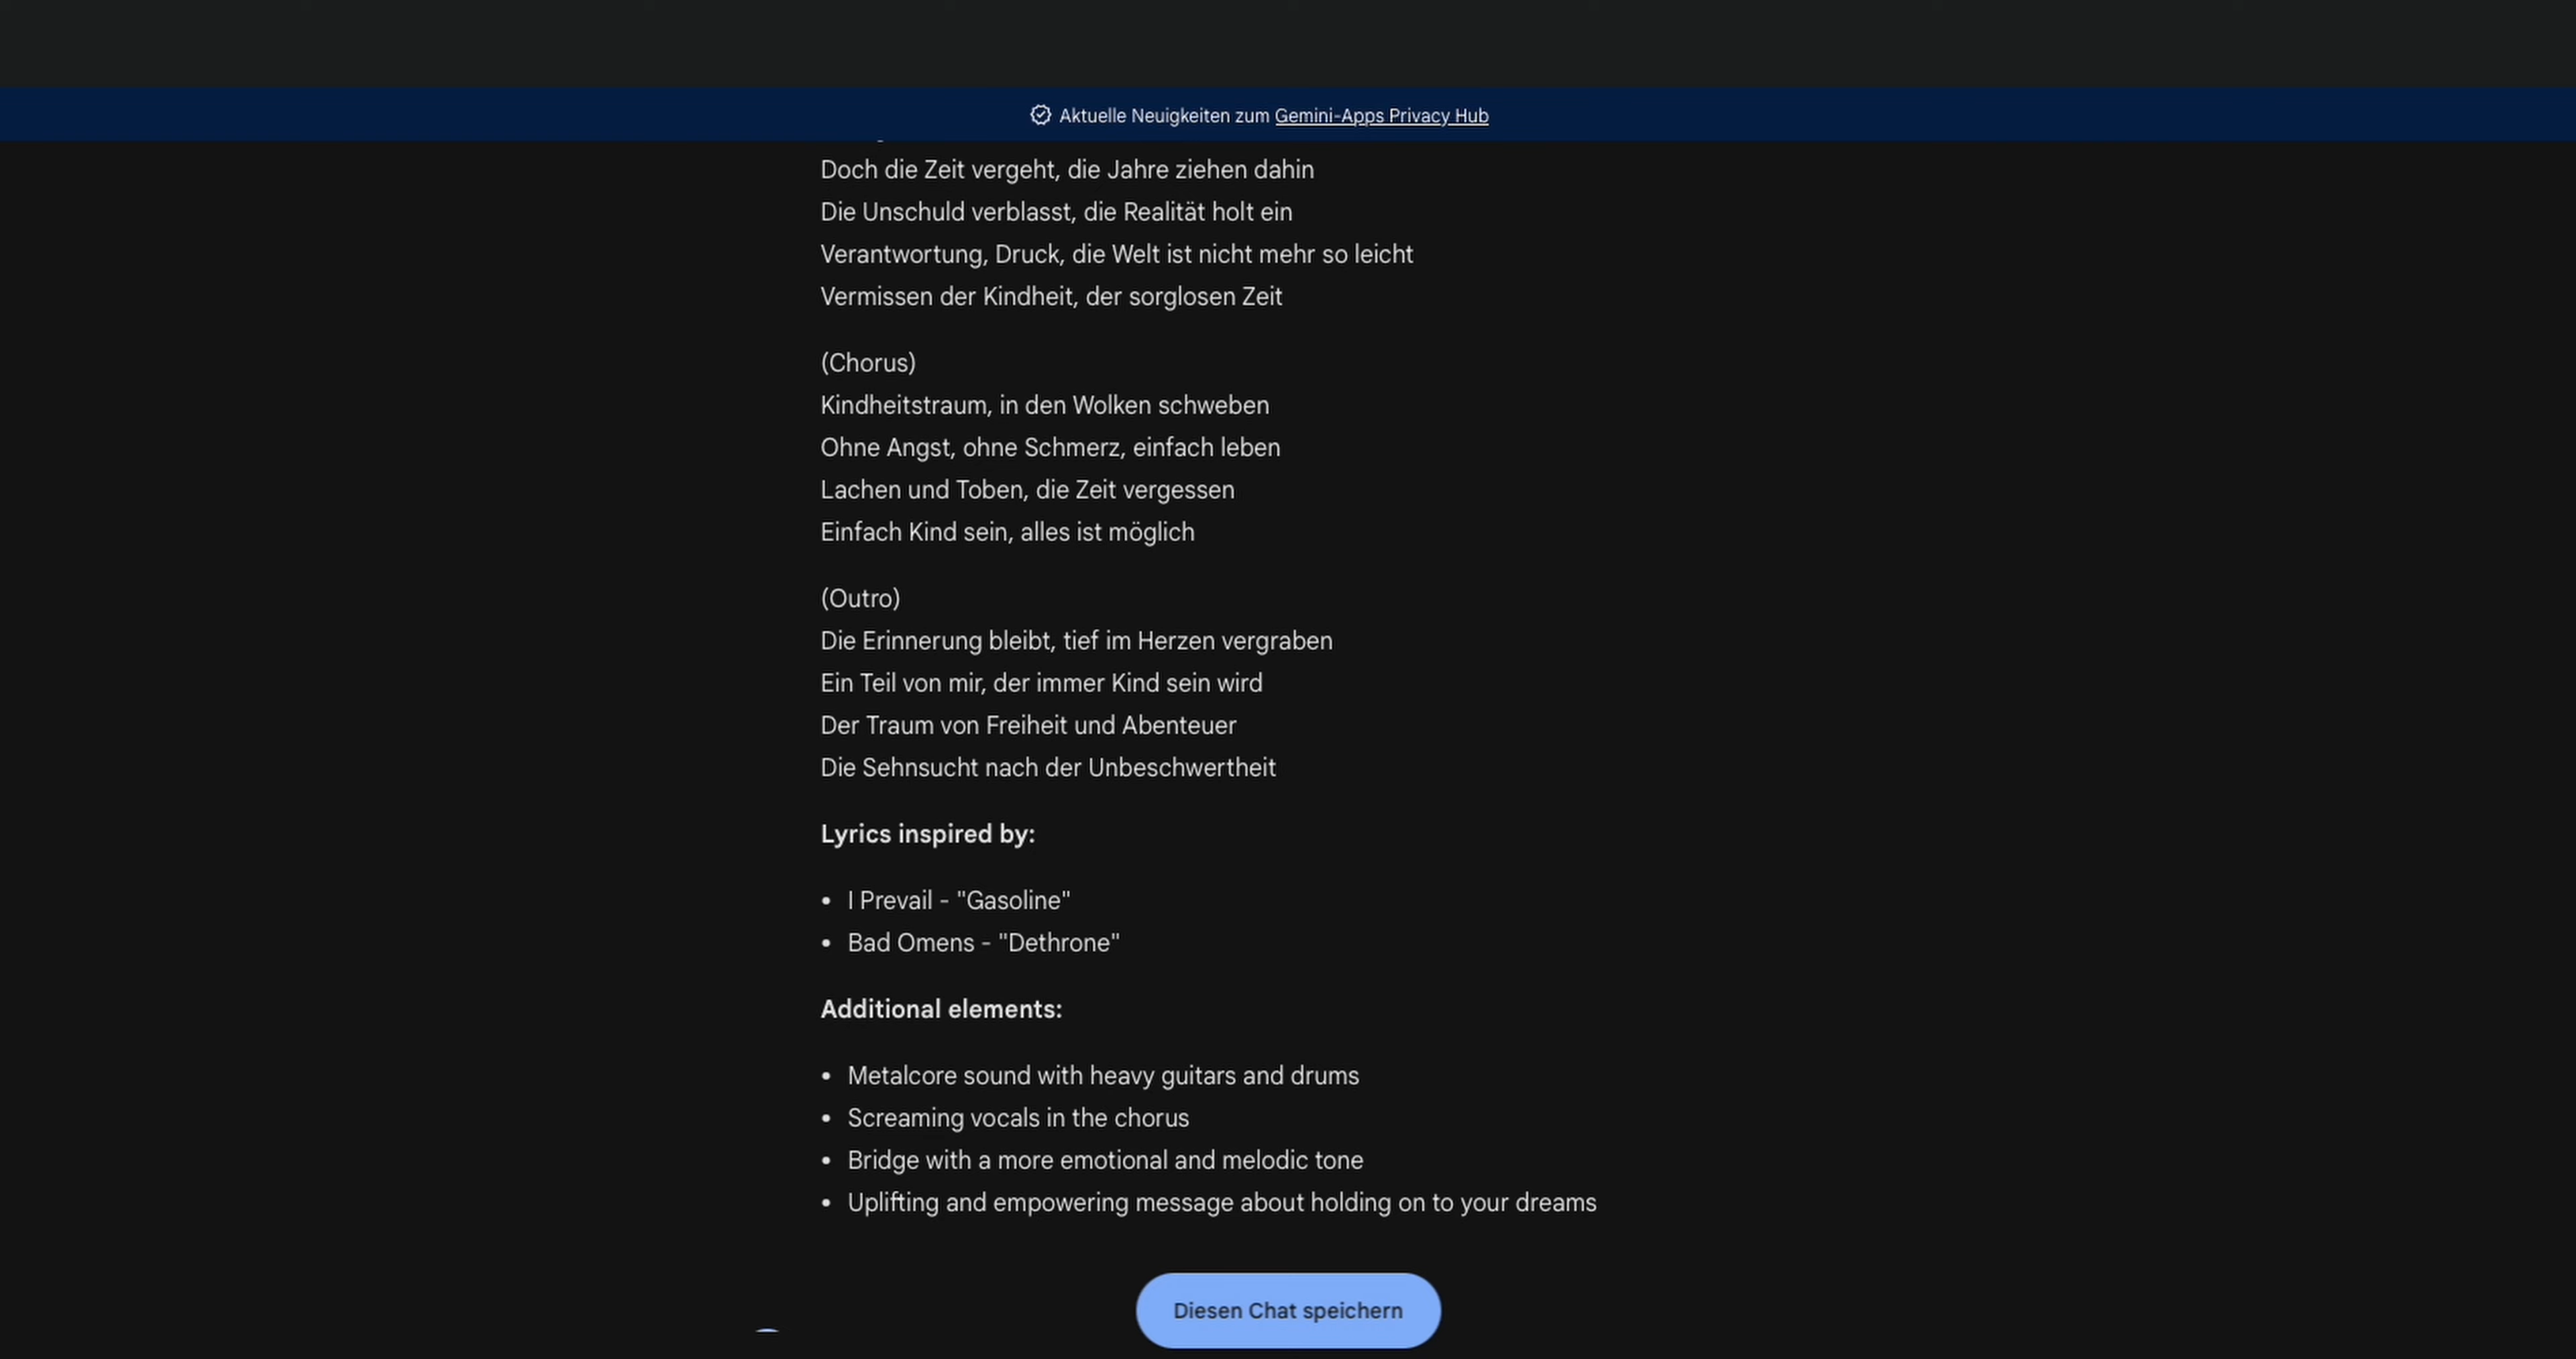 Aktuelle Neuigkeiten zum Gemini-Apps Privacy Hub
Doch die Zeit vergeht, die Jahre ziehen dahin
Die Unschuld verblasst, die Realität holt ein
Verantwortung, Druck, die Welt ist nicht mehr so leicht
Vermissen der Kindheit, der sorglosen Zeit
(Chorus)
Kindheitstraum, in den Wolken schweben
Ohne Angst, ohne Schmerz, einfach leben
Lachen und Toben, die Zeit vergessen
Einfach Kind sein, alles ist möglich
(Outro)
Die Erinnerung bleibt, tief im Herzen vergraben
Ein Teil von mir, der immer Kind sein wird
Der Traum von Freiheit und Abenteuer
Die Sehnsucht nach der Unbeschwertheit
Lyrics inspired by:
• I Prevail - "Gasoline"
• Bad Omens - "Dethrone"
Additional elements:
• Metalcore sound with heavy guitars and drums
• Screaming vocals in the chorus
• Bridge with a more emotional and melodic tone
• Uplifting and empowering message about holding on to your dreams
Diesen Chat speichern